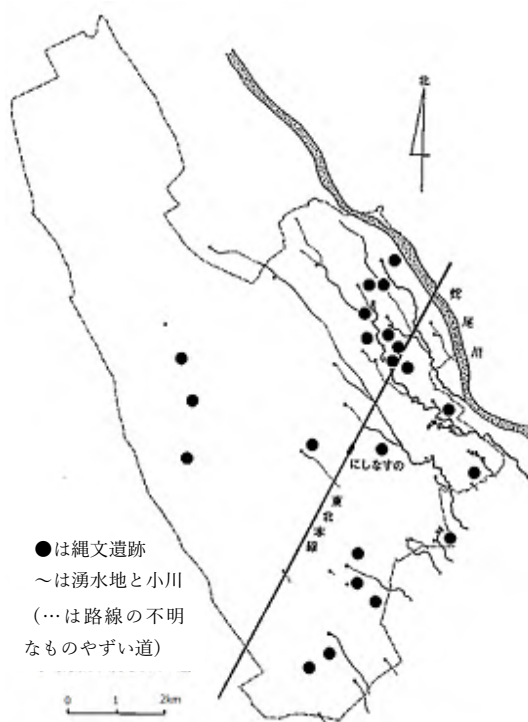 北
蛇尾川
にしなすの
東北本線
●は縄文遺跡
～は湧水地と小川
(…は路線の不明
なものやずい道)
0 1 2km